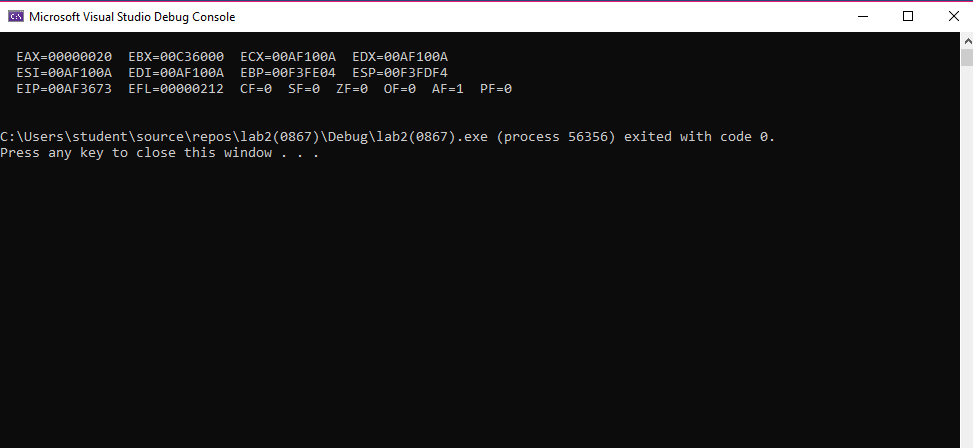 Microsoft Visual Studio Debug Console
EAX=00000020 EBX=00C36000 ECX=00AF100A EDX=00AF100A
ESI=00AF100A EDI=00AF100A EBP=00F3FE04 ESP=00F3FDF4
EIP=00AF3673 EFL=00000212 CF=0 SF=0 ZF=0 OF=0 AF=1 PF=0
C:\Users\student\source\repos\lab2(0867)\Debug\lab2(0867).exe (process 56356) exited with code 0.
Press any key to close this window . . .